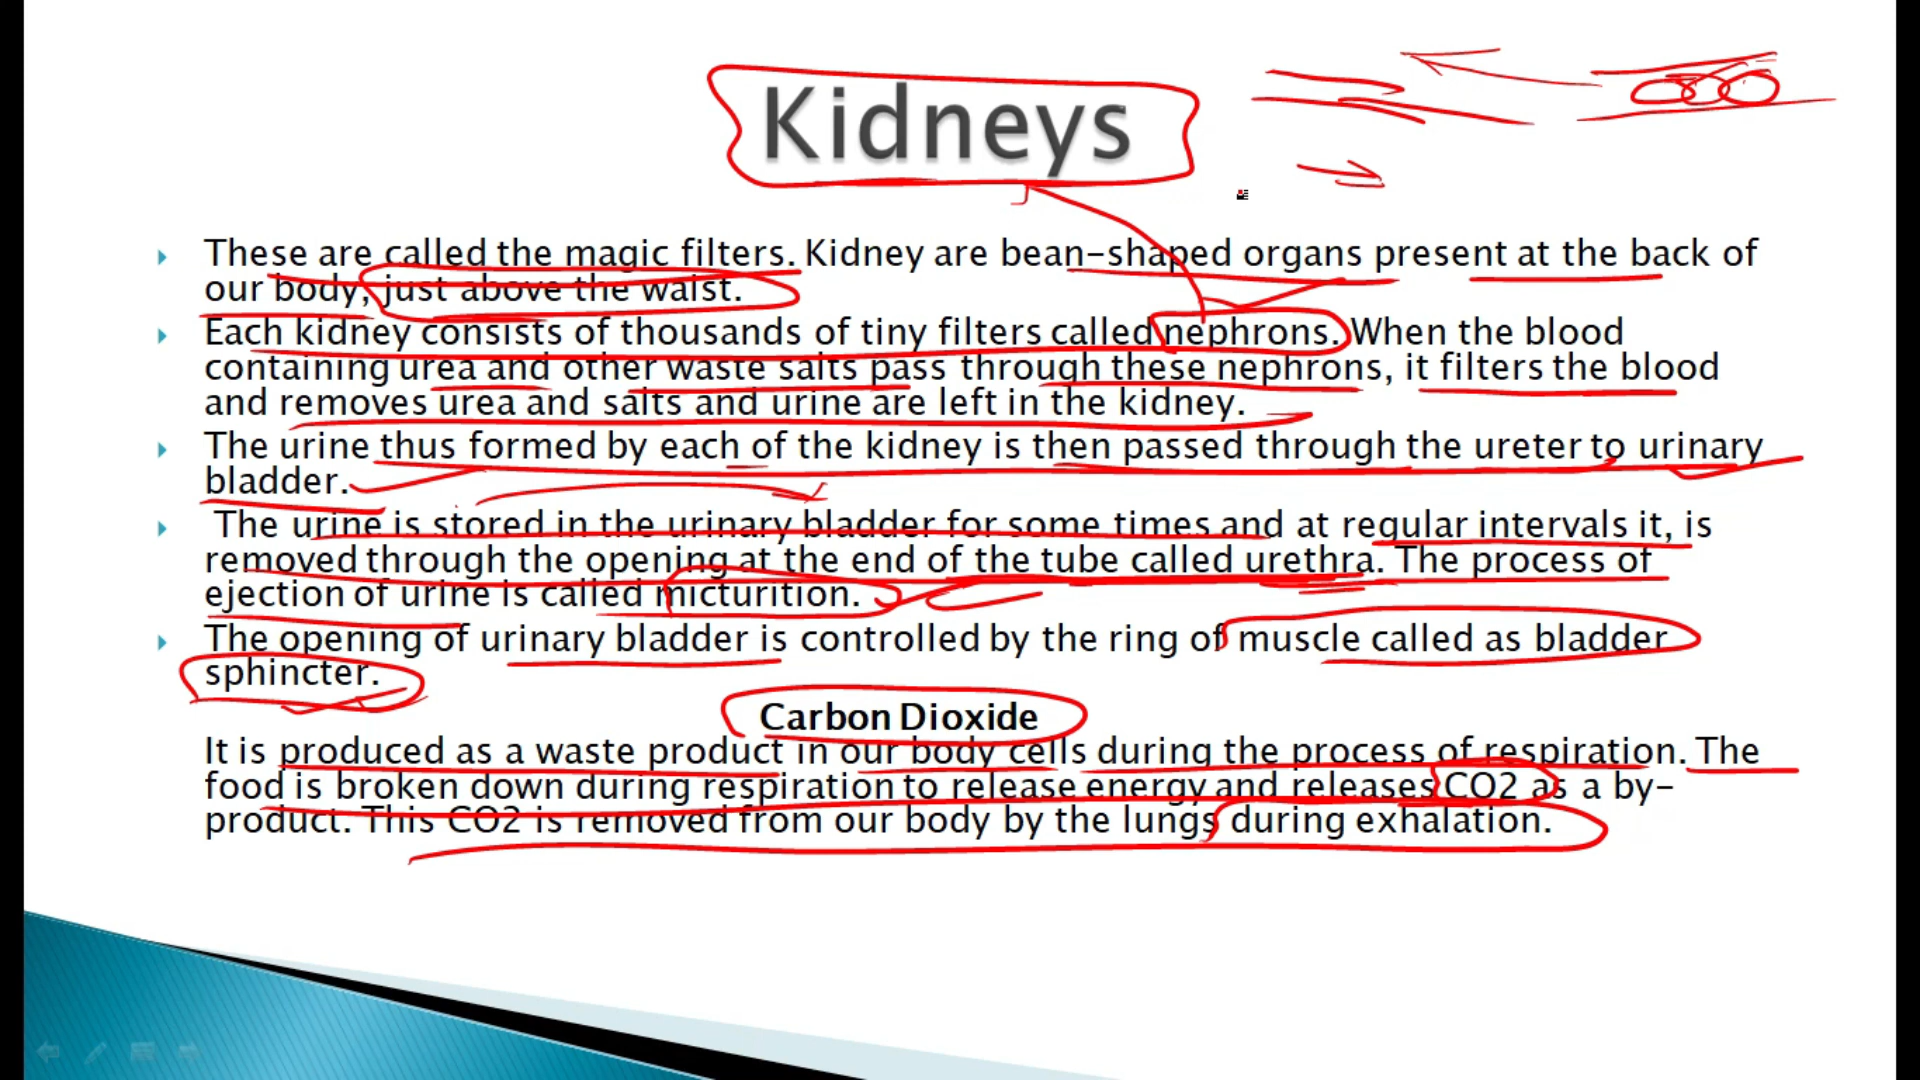 Kidneys
These are called the magic filters. Kidney are bean-shaped organs present at the back of
our body, just above the waist.
Each kidney consists of thousands of tiny filters called nephrons. When the blood
containing urea and other waste salts pass through these nephrons, it filters the blood
and removes urea and salts and urine are left in the kidney.
The urine thus formed by each of the kidney is then passed through the ureter to urinary
bladder.
The urine is stored in the urinary bladder for some times and at regular intervals it, is
removed through the opening at the end of the tube called urethra. The process of
ejection of urine is called micturition.
The opening of urinary bladder is controlled by the ring of muscle called as bladder
sphincter.
Carbon Dioxide
It is produced as a waste product in our body cells during the process of respiration. The
food is broken down during respiration to release energy and releases CO2 as a by-
product. This CO2 is removed from our body by the lungs during exhalation.